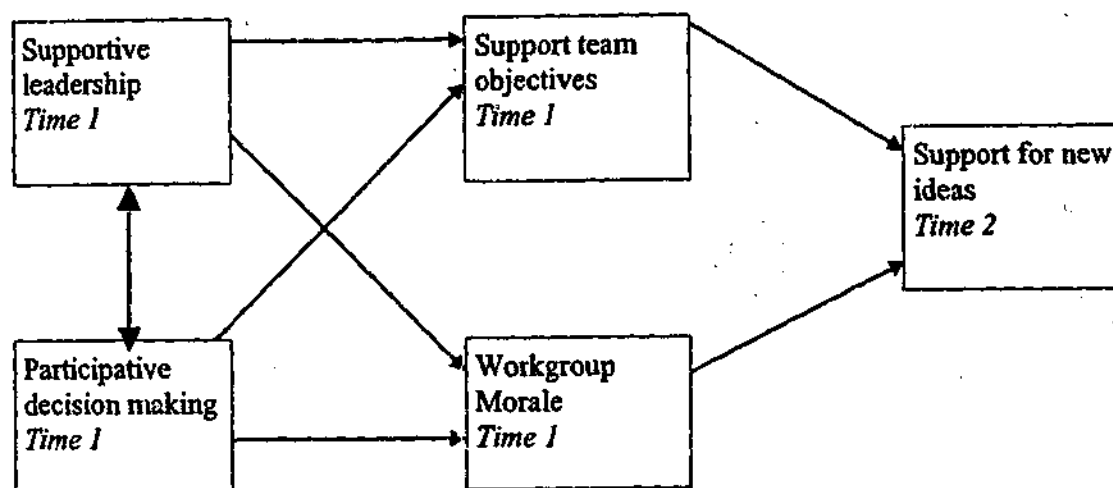 Supportive
leadership
Time 1
Support team
objectives
Time 1
Support for new
ideas
Time 2
Participative
decision making
Time 1
Workgroup
Morale
Time 1